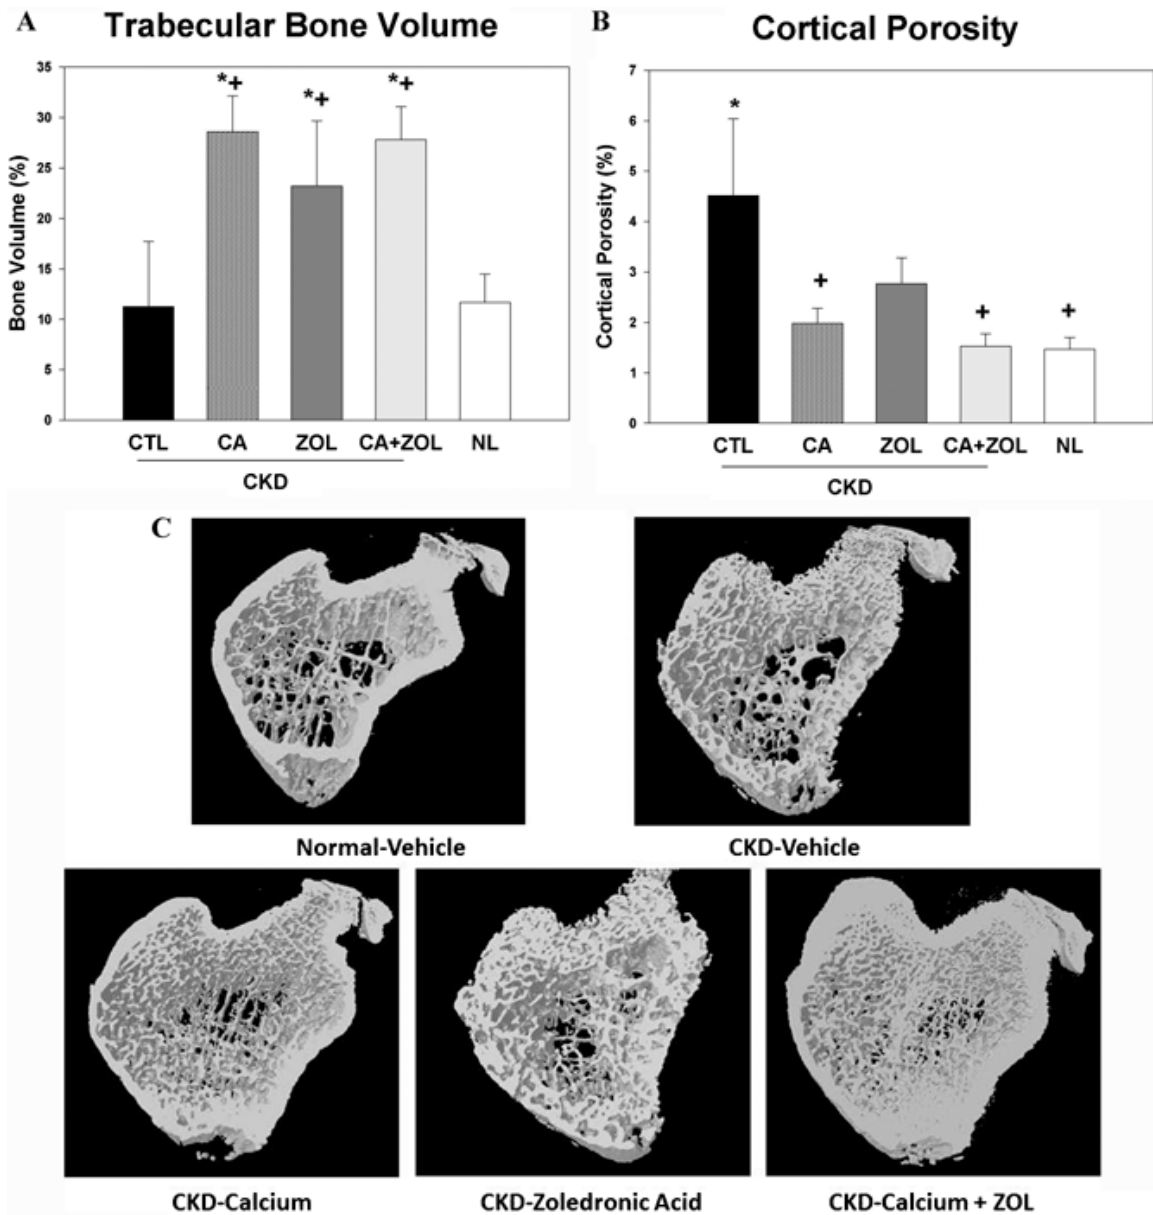 A Trabecular Bone Volume
35
30
25
20
15
10
5
0
Bone Volulme (%)
*+
*+
*+
CTL CA ZOL CA+ZOL NL
CKD
B Cortical Porosity
7
6
5
4
3
2
1
0
Cortical Porosity (%)
*
+
+
+
CTL CA ZOL CA+ZOL NL
CKD
C
Normal-Vehicle CKD-Vehicle
CKD-Calcium CKD-Zoledronic Acid CKD-Calcium + ZOL